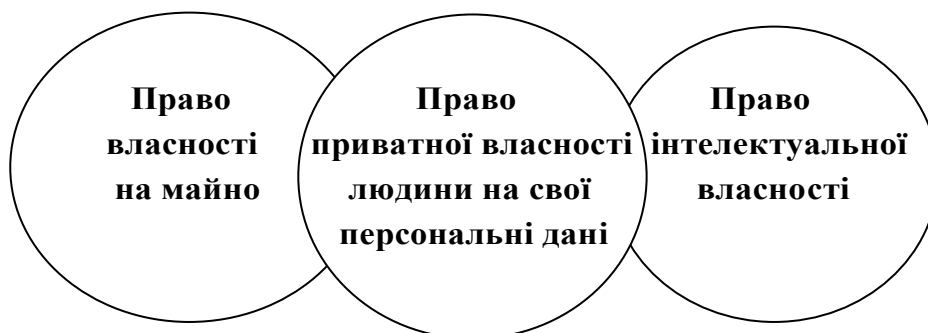 Право
власності
на майно
Право
приватної власності
людини на свої
персональні дані
Право
інтелектуальної
власності